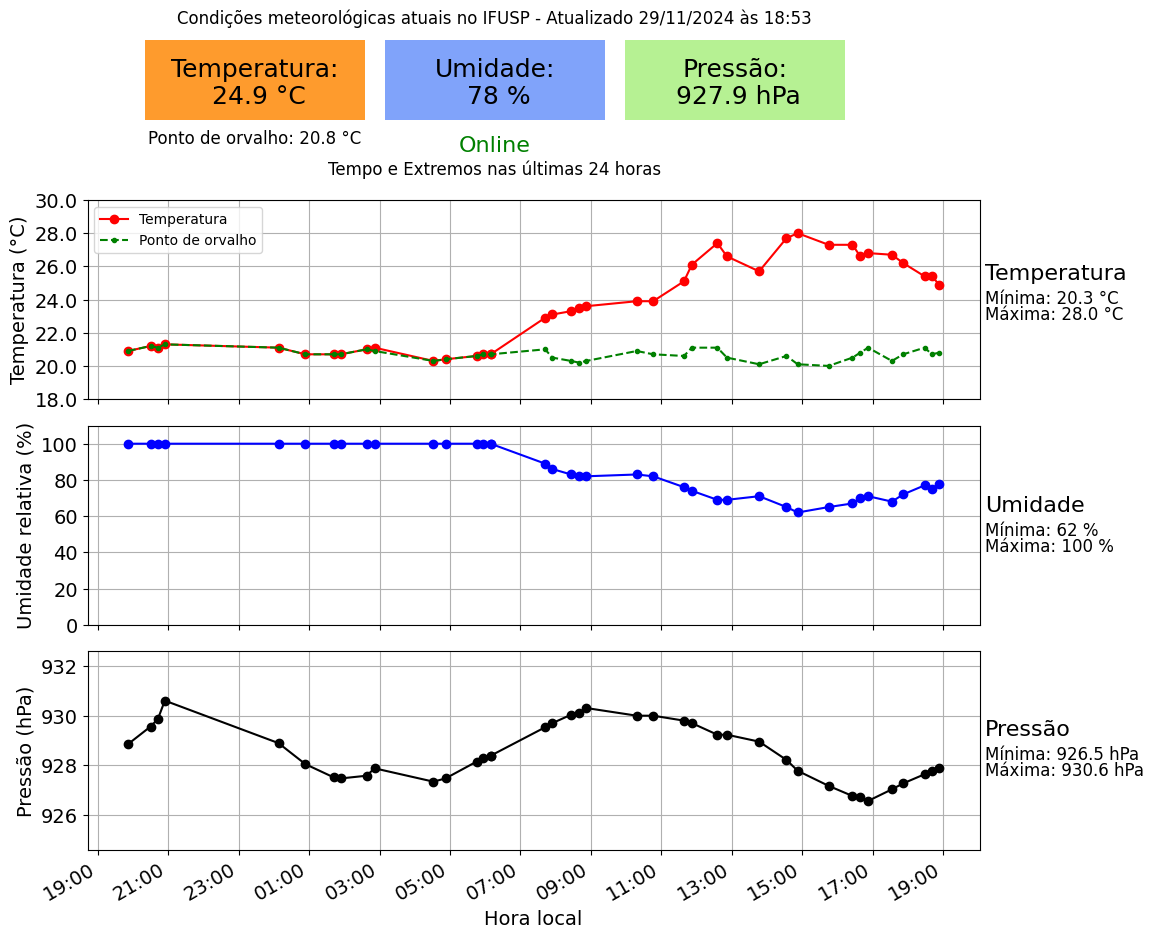 Condições meteorológicas atuais no IFUSP - Atualizado 29/11/2024 às 18:53
Temperatura:
24.9 °C
Umidade:
78 %
Pressão:
927.9 hPa
Ponto de orvalho: 20.8 °C
Online
Tempo e Extremos nas últimas 24 horas
Temperatura (°C)
30.0
28.0
26.0
24.0
22.0
20.0
18.0
Temperatura
Ponto de orvalho
Temperatura
Mínima: 20.3 °C
Máxima: 28.0 °C
Umidade relativa (%)
100
80
60
40
20
0
Umidade
Mínima: 62 %
Máxima: 100 %
Pressão (hPa)
932
930
928
926
Pressão
Mínima: 926.5 hPa
Máxima: 930.6 hPa
19:00
21:00
23:00
01:00
03:00
05:00
07:00
09:00
11:00
13:00
15:00
17:00
19:00
Hora local